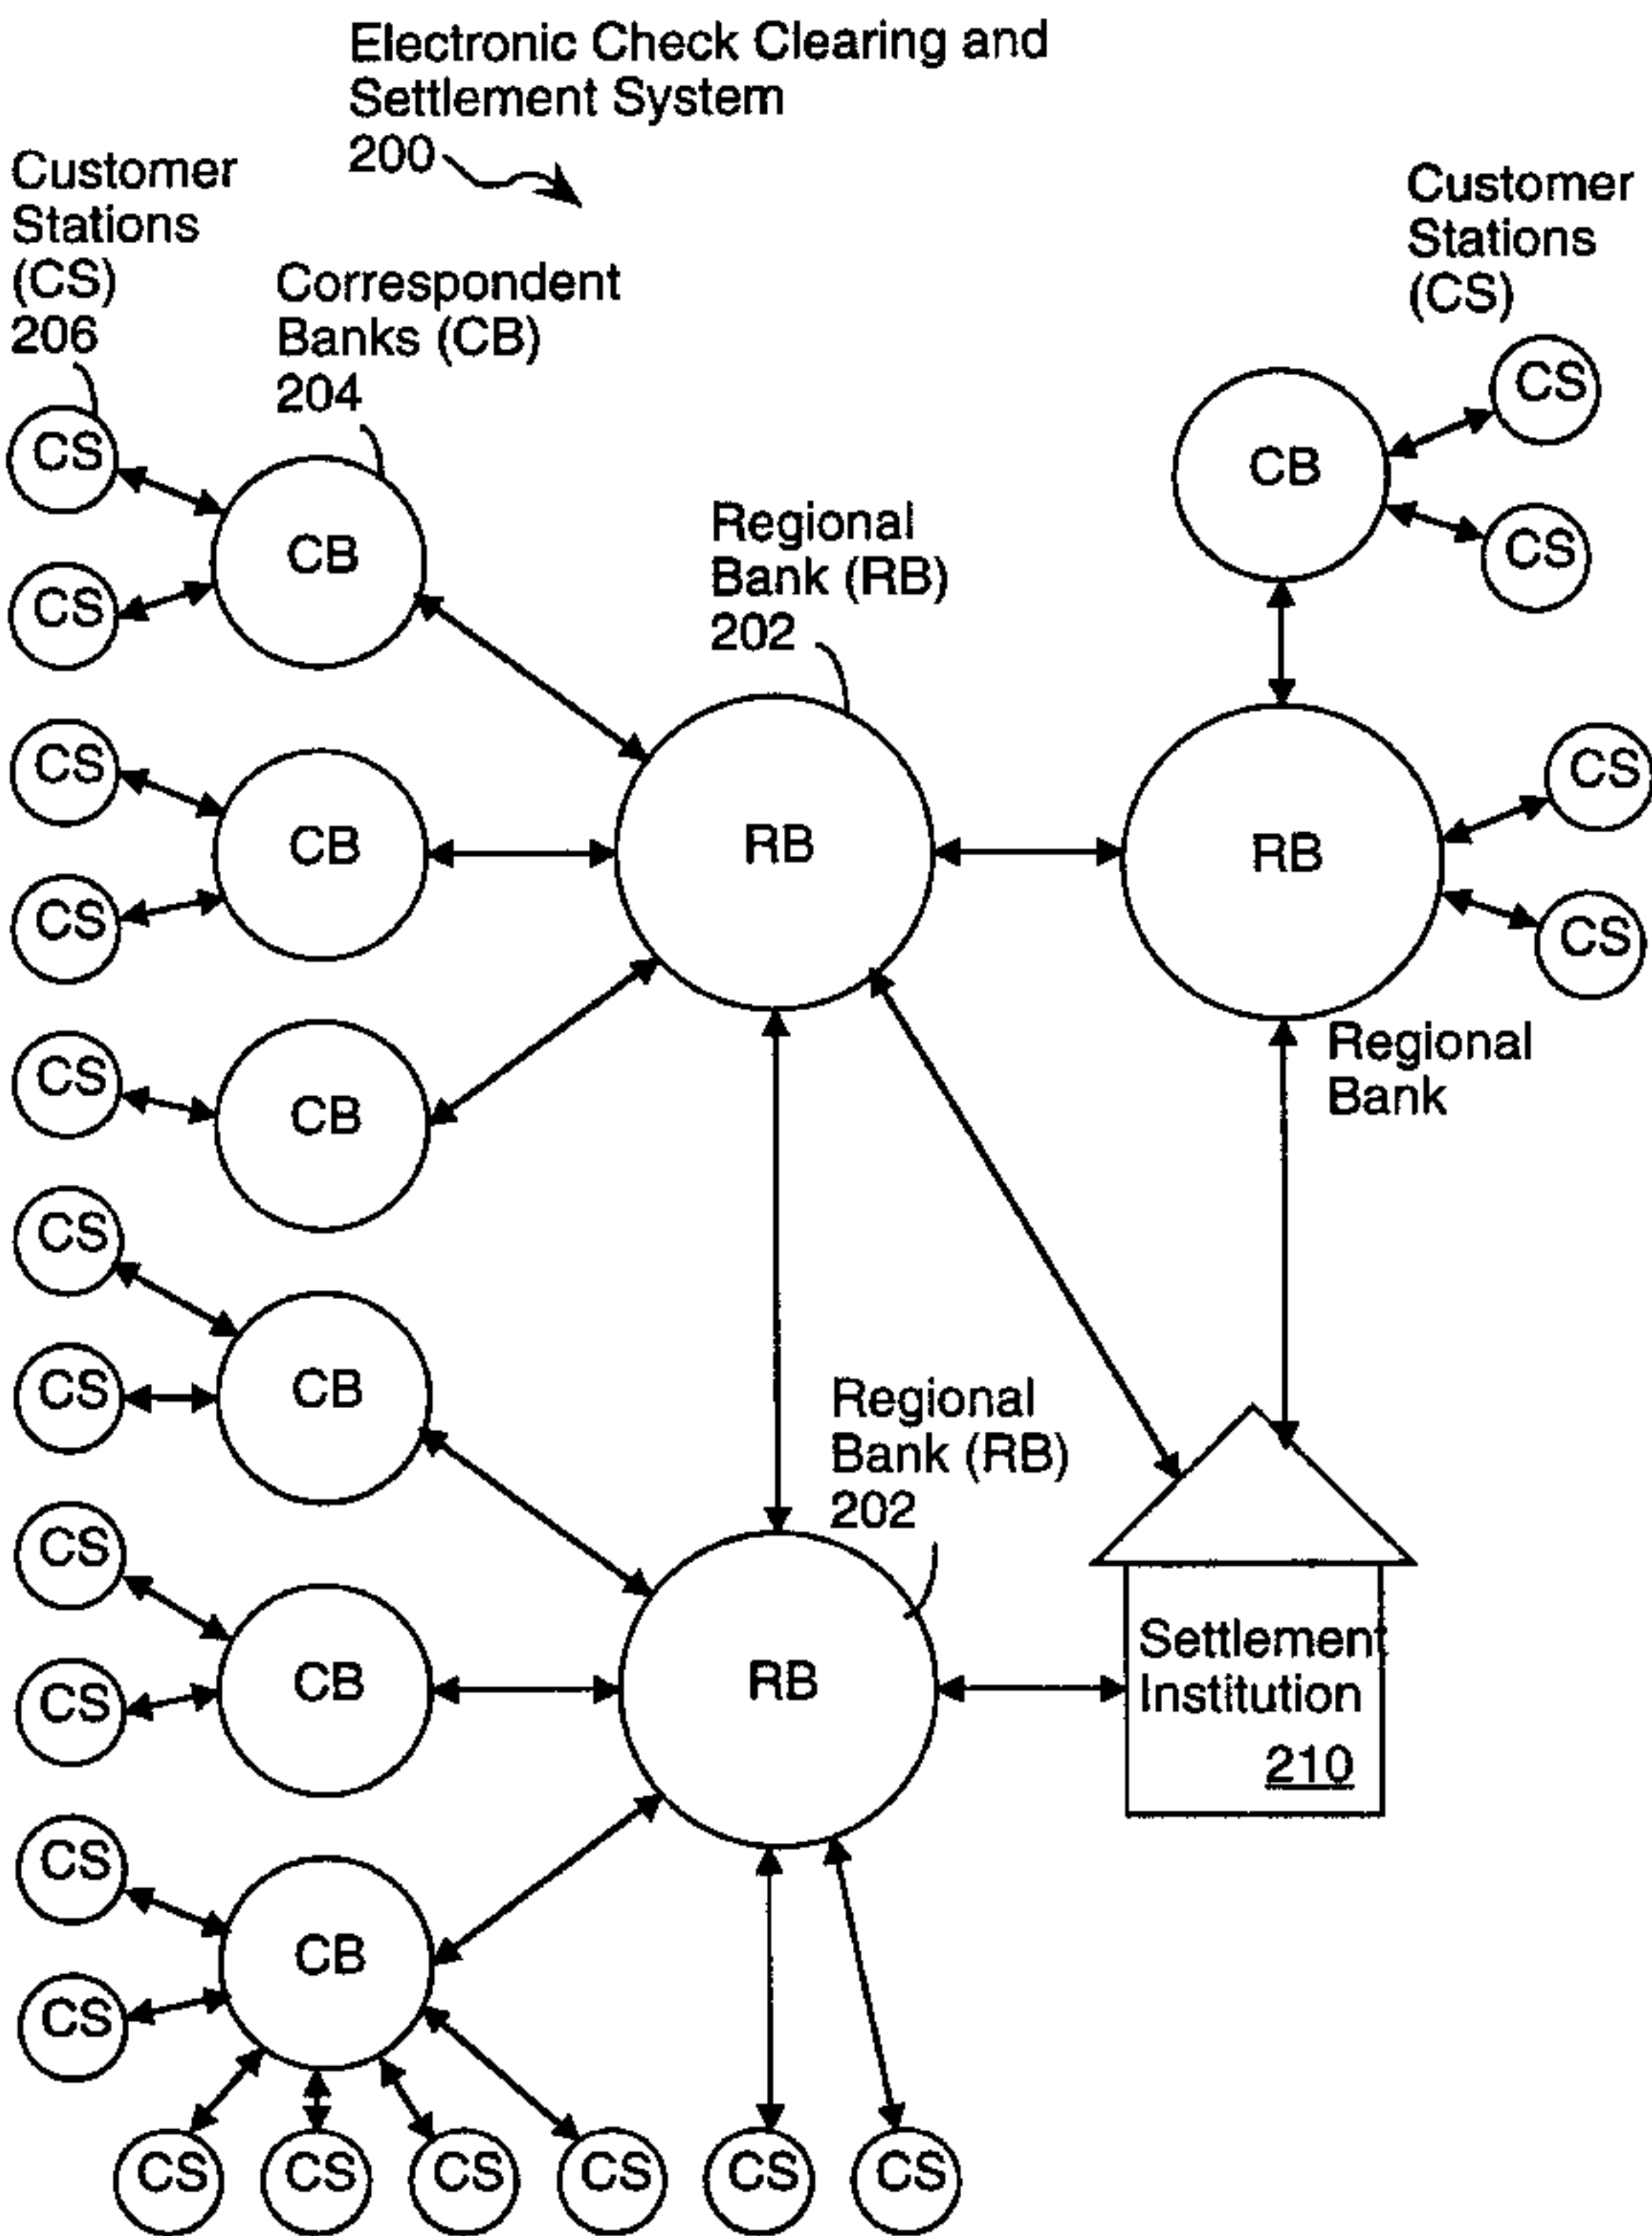 Electronic Check Clearing and
Settlement System
200
Customer
Stations
(CS)
206
Correspondent
Banks (CB)
204
Customer
Stations
(CS)
CS
CS
CB
CS
CB
CS
CS
Regional
Bank (RB)
202
CS
CB
RB
RB
CS
CS
CS
Regional
Bank
CS
CB
CS
CS
CB
Regional
Bank (RB)
202
CS
CS
CB
RB
Settlement
Institution
210
CS
CB
CS
CS
CS
CS
CS
CS
CS